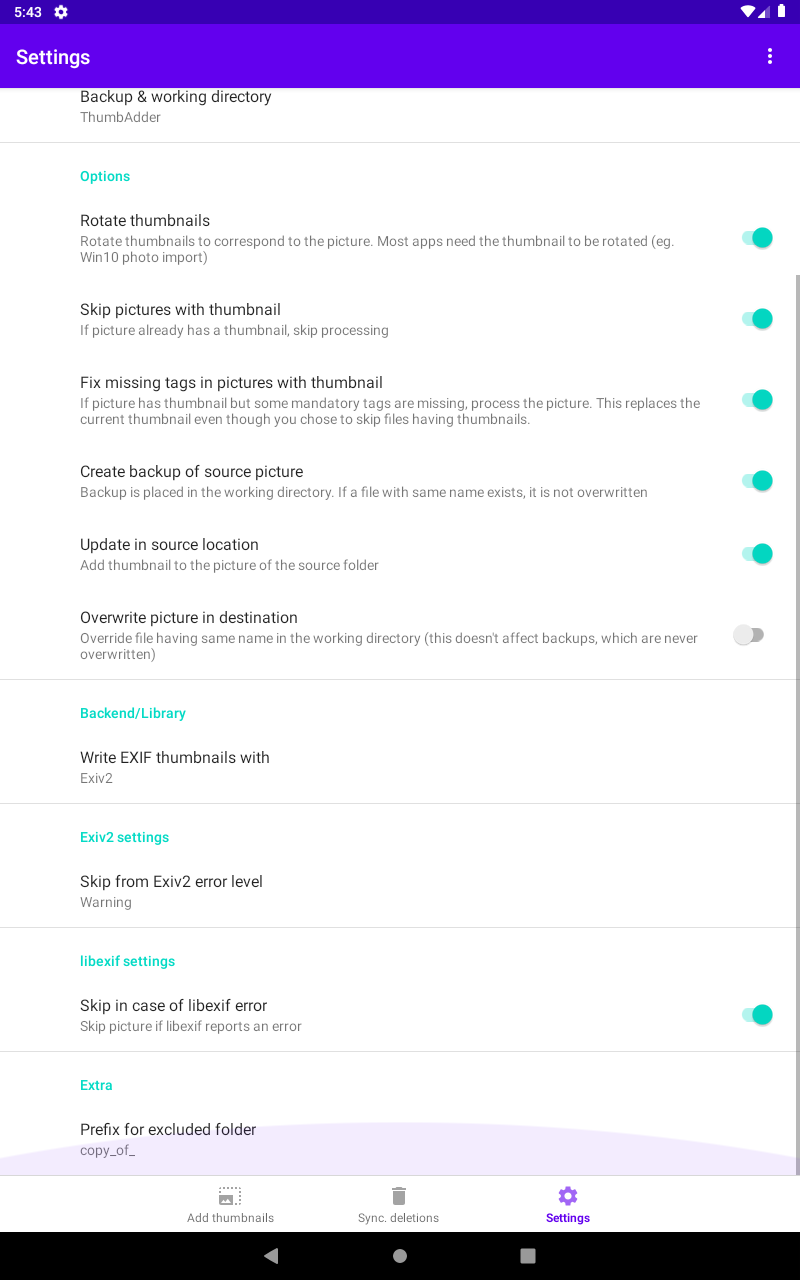 5:43
Settings
Backup & working directory
ThumbAdder
Options
Rotate thumbnails
Rotate thumbnails to correspond to the picture. Most apps need the thumbnail to be rotated (eg.
Win10 photo import)
Skip pictures with thumbnail
If picture already has a thumbnail, skip processing
Fix missing tags in pictures with thumbnail
If picture has thumbnail but some mandatory tags are missing, process the picture. This replaces the
current thumbnail even though you chose to skip files having thumbnails.
Create backup of source picture
Backup is placed in the working directory. If a file with same name exists, it is not overwritten
Update in source location
Add thumbnail to the picture of the source folder
Overwrite picture in destination
Override file having same name in the working directory (this doesn't affect backups, which are never
overwritten)
Backend/Library
Write EXIF thumbnails with
Exiv2
Exiv2 settings
Skip from Exiv2 error level
Warning
libexif settings
Skip in case of libexif error
Skip picture if libexif reports an error
Extra
Prefix for excluded folder
copy_of_
Add thumbnails
Sync. deletions
Settings